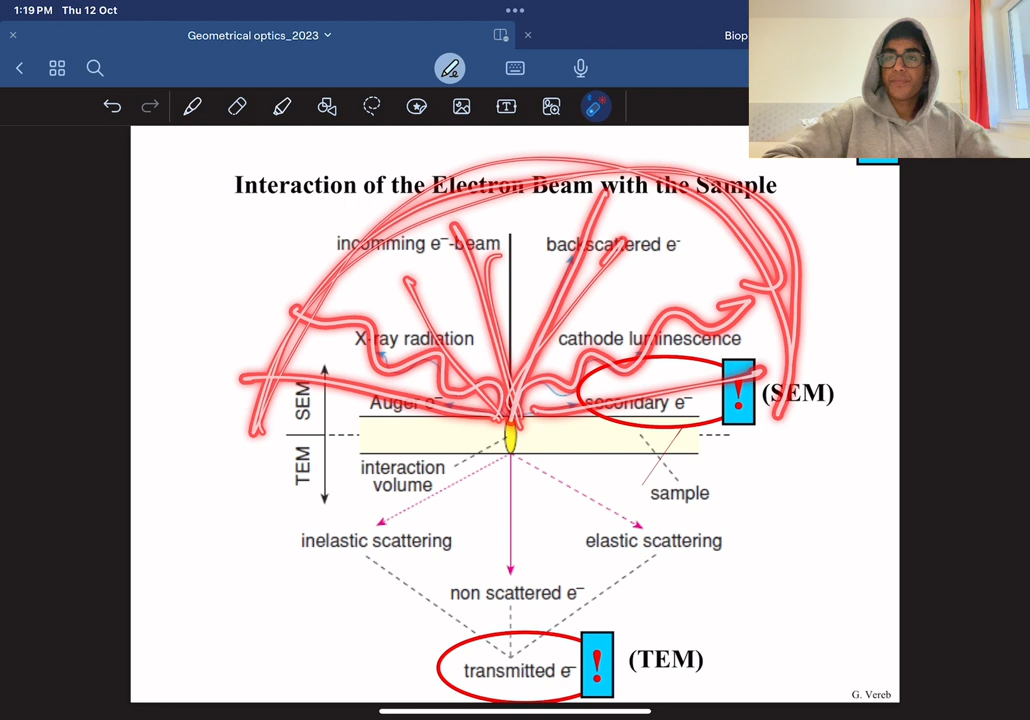 1:19 PM Thu 12 Oct
Geometrical optics_2023
Biop
Interaction of the Electron Beam with the Sample
incomming e⁻-beam
backscattered e⁻
X-ray radiation
cathode luminescence
SEM
Auger e⁻
secondary e⁻
!
(SEM)
TEM
interaction
volume
sample
inelastic scattering
elastic scattering
non scattered e⁻
transmitted e⁻
!
(TEM)
G. Vereb